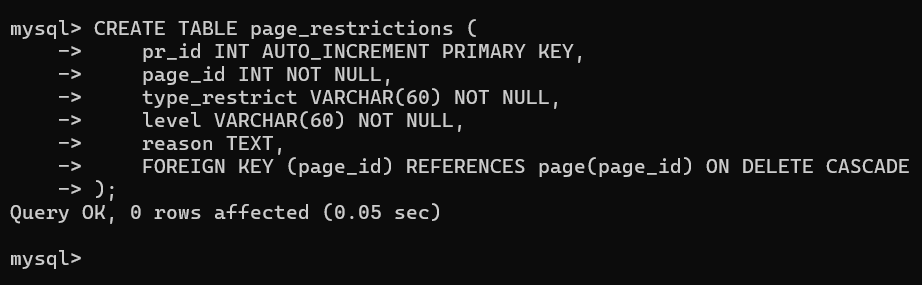 mysql> CREATE TABLE page_restrictions (
    ->     pr_id INT AUTO_INCREMENT PRIMARY KEY,
    ->     page_id INT NOT NULL,
    ->     type_restrict VARCHAR(60) NOT NULL,
    ->     level VARCHAR(60) NOT NULL,
    ->     reason TEXT,
    ->     FOREIGN KEY (page_id) REFERENCES page(page_id) ON DELETE CASCADE
    -> );
Query OK, 0 rows affected (0.05 sec)

mysql>